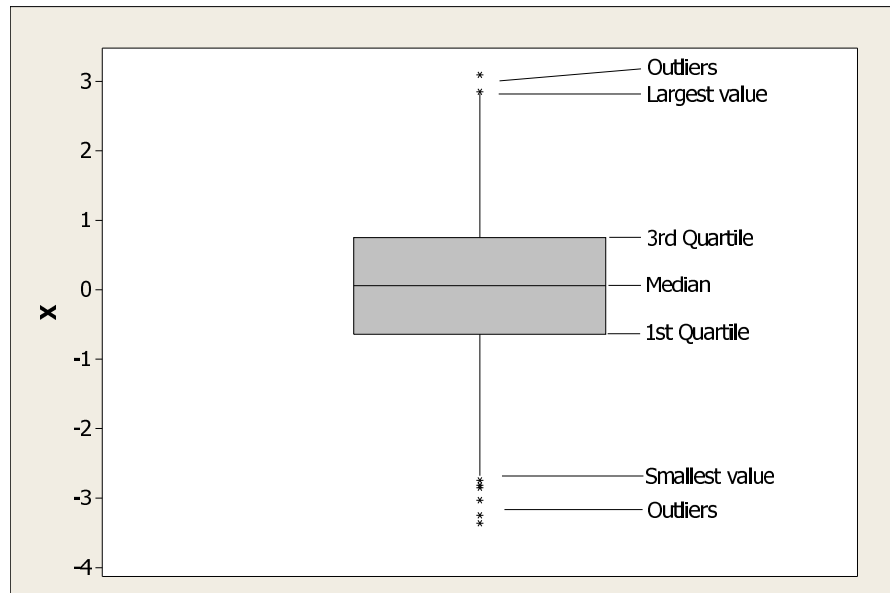 Outliers
3
Largest value
2
1
3rd Quartile
0
Median
X
1st Quartile
-1
-2
Smallest value
-3
Outliers
-4